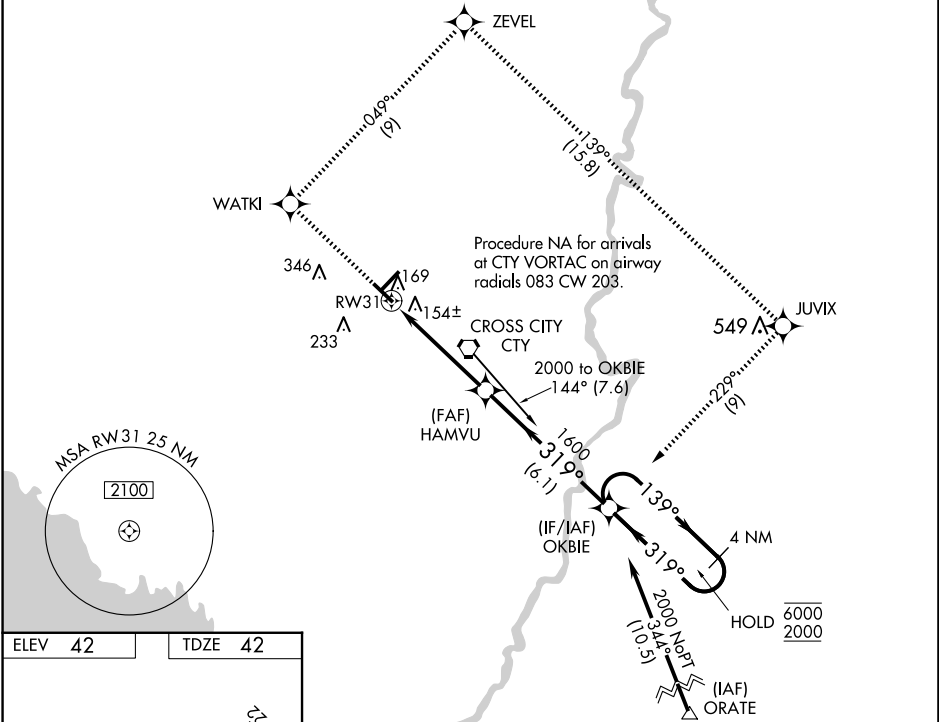 ZEVEL
049°
(9)
139°
(15.8)
WATKI
Procedure NA for arrivals
at CTY VORTAC on airway
radials 083 CW 203.
346
169
RW31
154±
233
CROSS CITY
CTY
549
JUVIX
2000 to OKBIE
144° (7.6)
229°
(9)
(FAF)
HAMVU
1600
319°
(6.1)
MSA RW31 25 NM
2100
139°
(IF/IAF)
OKBIE
4 NM
319°
HOLD
6000
2000
2000 NoPT
344°
(10.5)
(IAF)
ORATE
ELEV 42
TDZE 42